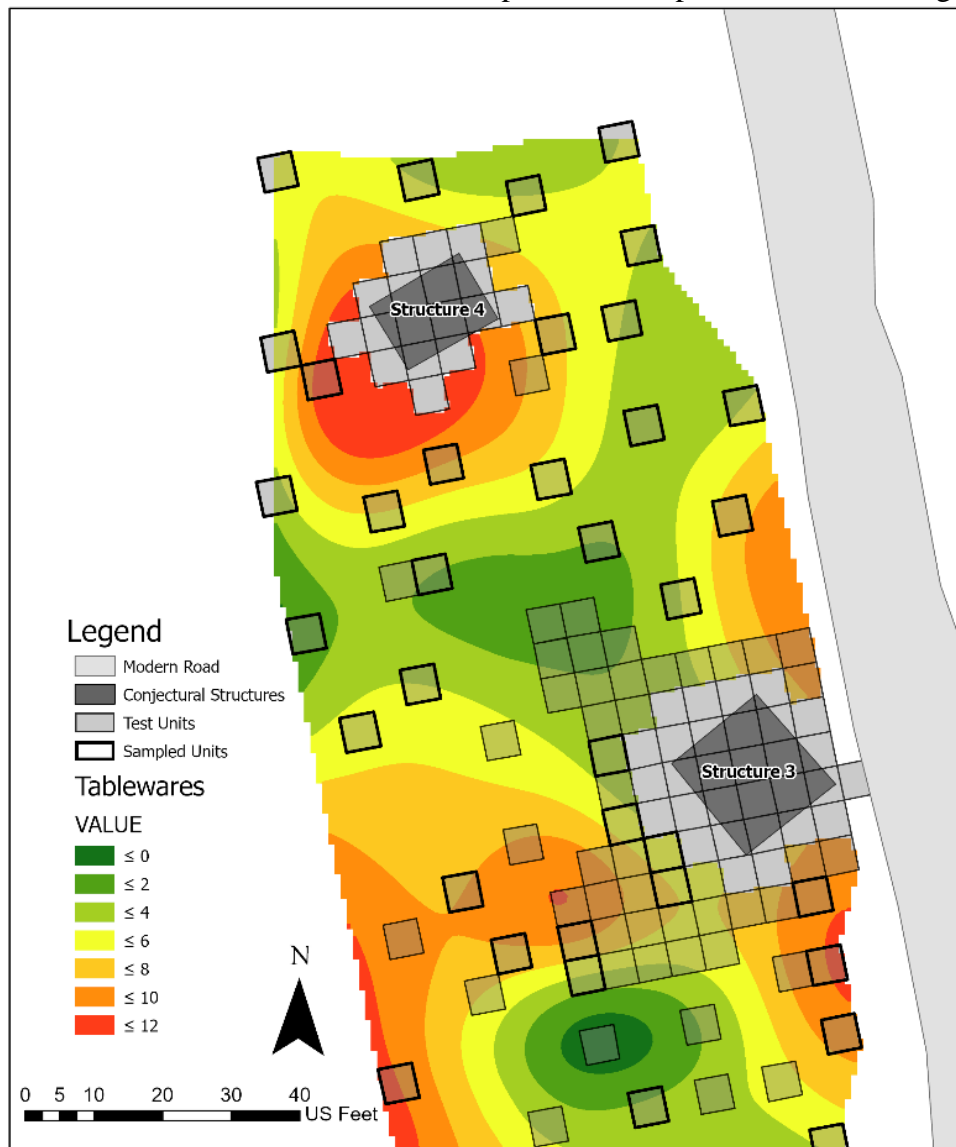 Structure 4
Structure 3
Legend
Modern Road
Conjectural Structures
Test Units
Sampled Units
Tablewares
VALUE
≤ 0
≤ 2
≤ 4
≤ 6
≤ 8
≤ 10
≤ 12
N
0 5 10 20 30 40
US Feet